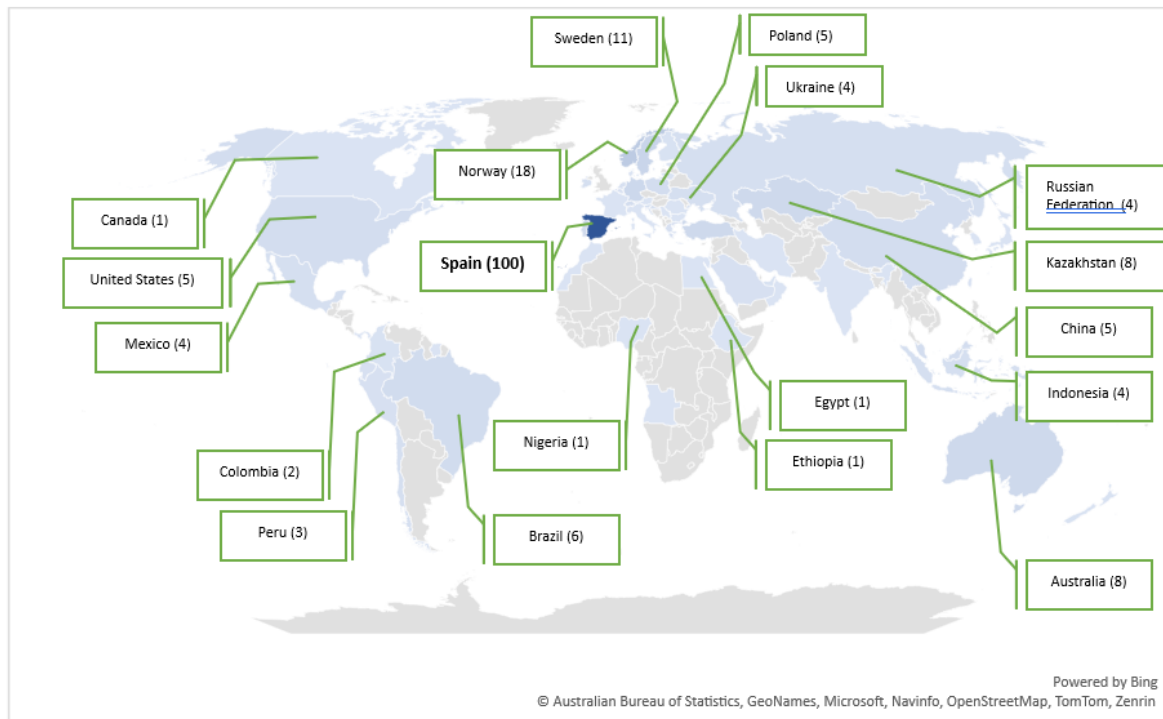 Sweden (11)
Poland (5)
Ukraine (4)
Norway (18)
Russian
Federation (4)
Canada (1)
Spain (100)
Kazakhstan (8)
United States (5)
China (5)
Mexico (4)
Indonesia (4)
Egypt (1)
Nigeria (1)
Ethiopia (1)
Colombia (2)
Peru (3)
Brazil (6)
Australia (8)
Powered by Bing
© Australian Bureau of Statistics, GeoNames, Microsoft, Navinfo, OpenStreetMap, TomTom, Zenrin